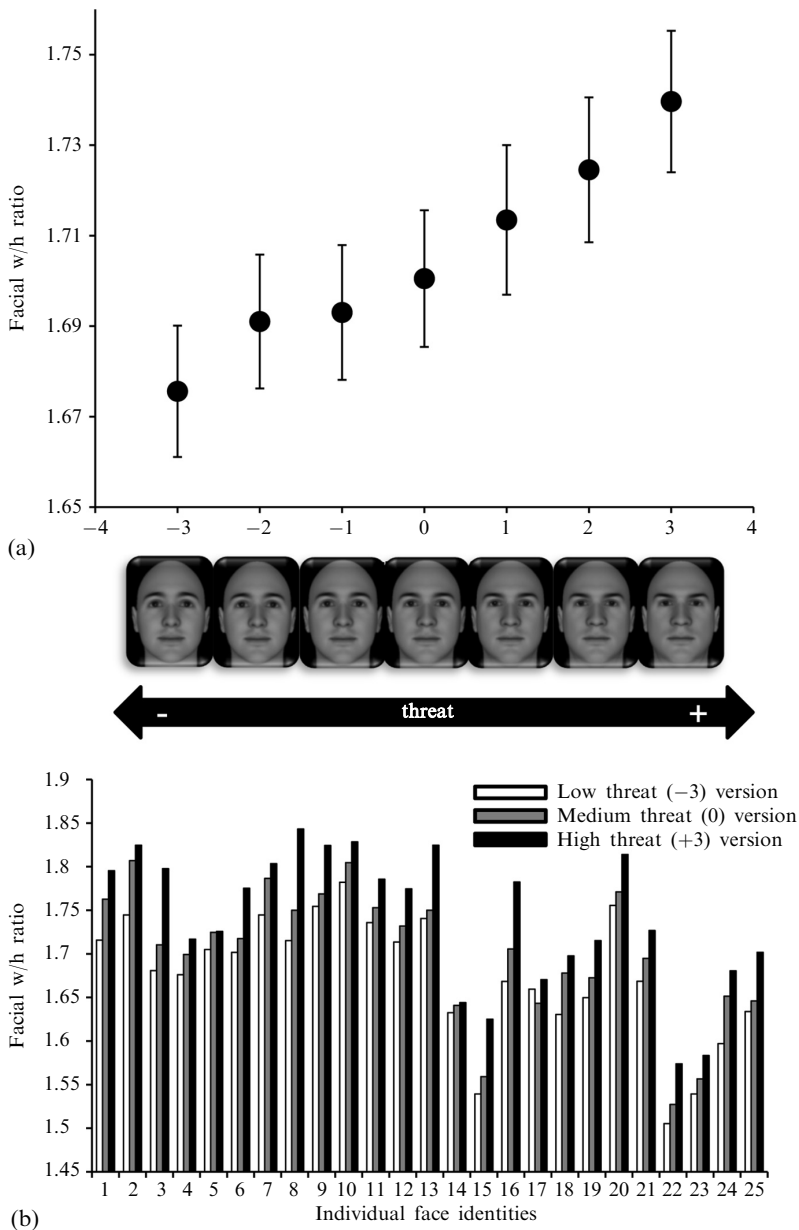 1.75
1.73
1.71
1.69
1.67
1.65
Facial w/h ratio
−4 −3 −2 −1 0 1 2 3 4
(a)
- threat +
1.9
1.85
1.8
1.75
1.7
1.65
1.6
1.55
1.5
1.45
Facial w/h ratio
Low threat (−3) version
Medium threat (0) version
High threat (+3) version
1 2 3 4 5 6 7 8 9 10 11 12 13 14 15 16 17 18 19 20 21 22 23 24 25
Individual face identities
(b)